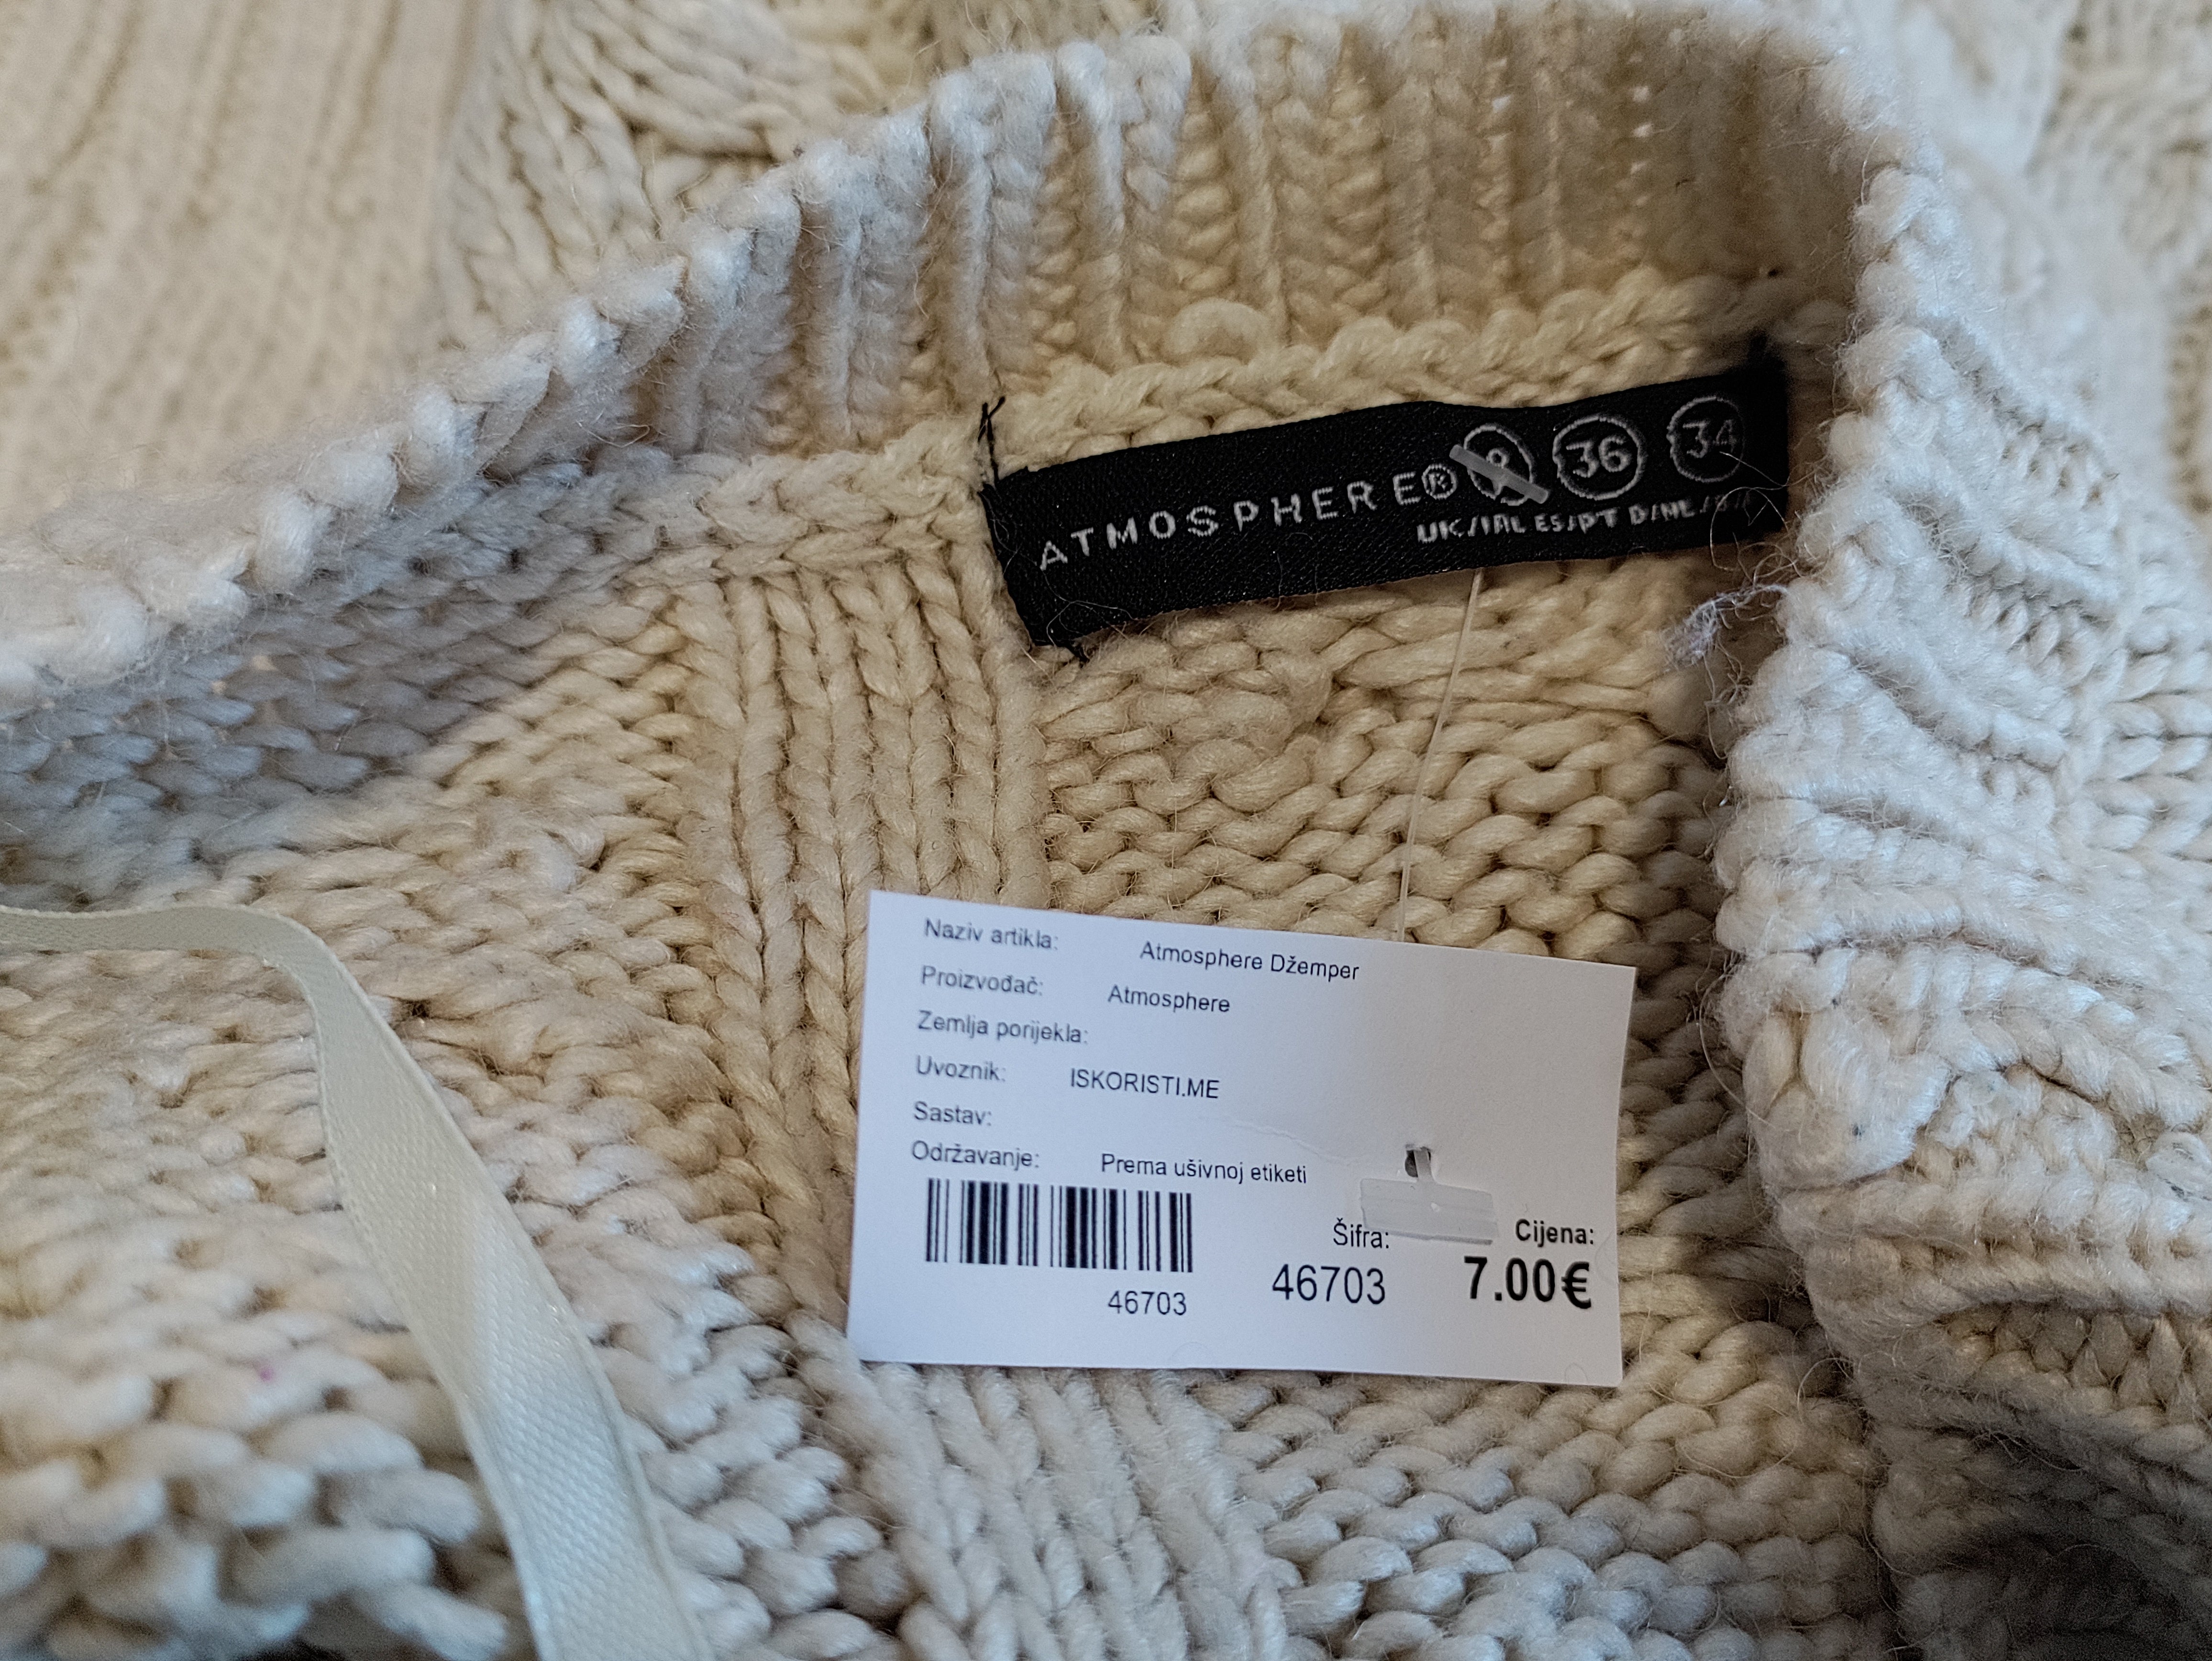 ATMOSPHERE® 8 36 34
UK/IRL ES/PT D/NL/B/A
Naziv artikla: Atmosphere Džemper
Proizvođač: Atmosphere
Zemlja porijekla:
Uvoznik: ISKORISTI.ME
Sastav:
Održavanje: Prema ušivnoj etiketi
Šifra: Cijena:
46703 46703 7.00€